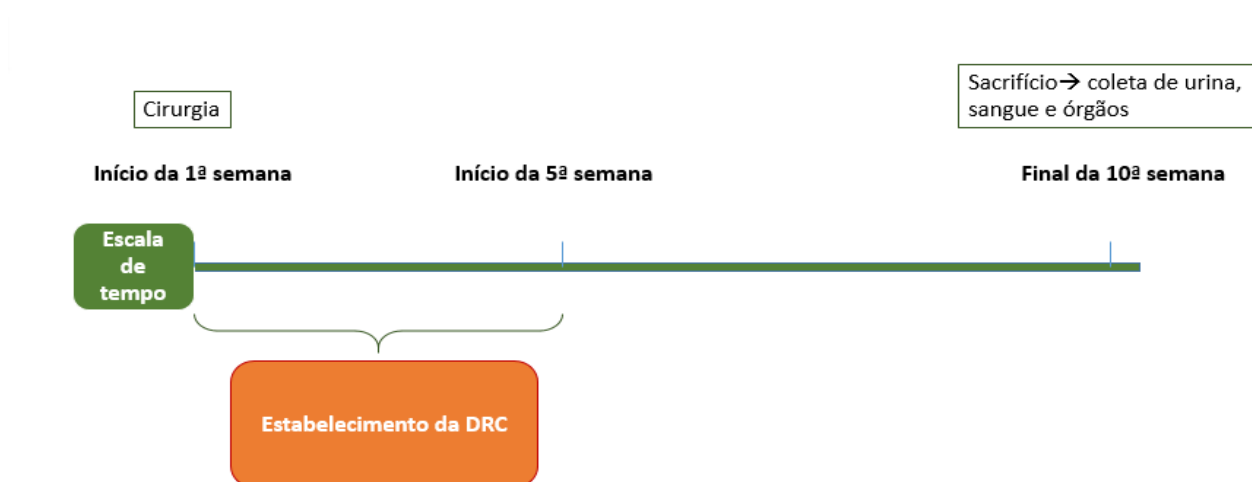 Cirurgia
Sacrifício→ coleta de urina,
sangue e órgãos
Início da 1ª semana
Início da 5ª semana
Final da 10ª semana
Escala
de
tempo
Estabelecimento da DRC